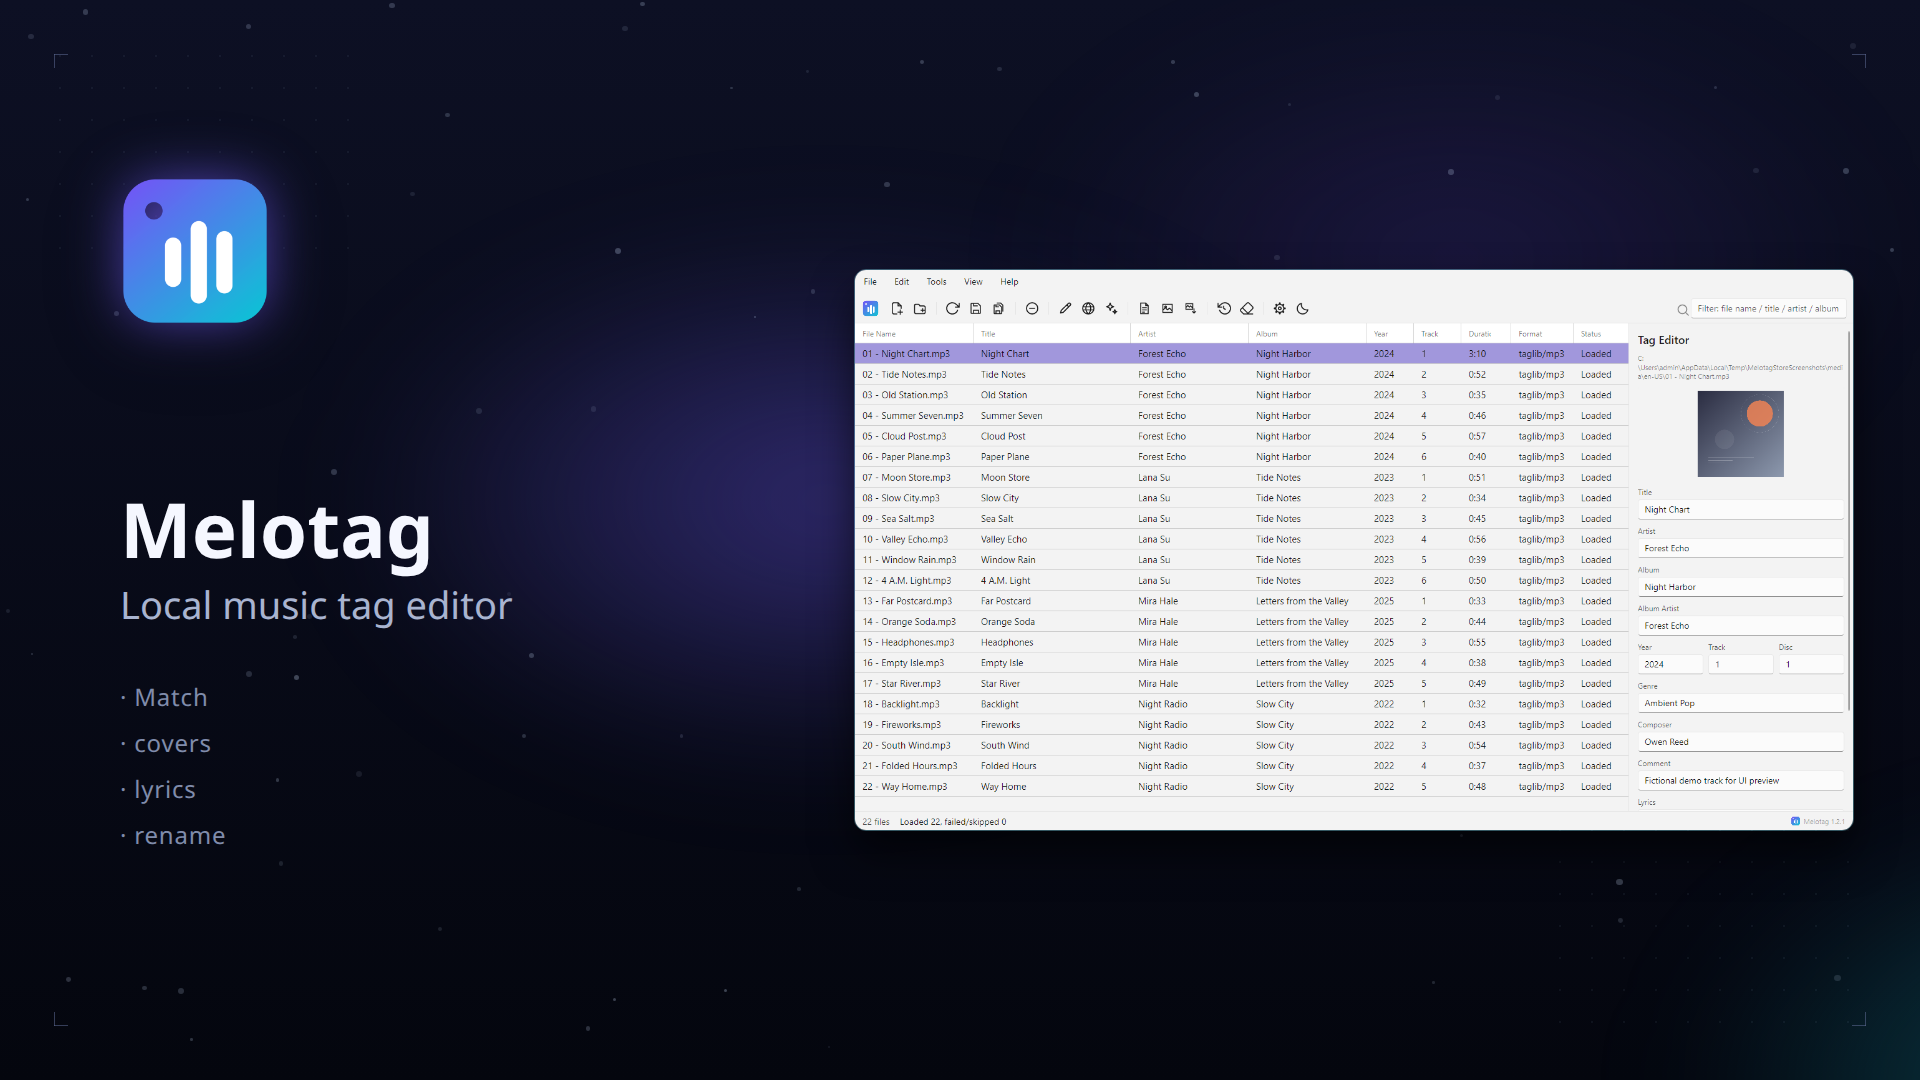 Melotag
Local music tag editor
· Match
· covers
· lyrics
· rename
File Edit Tools View Help
Filter: file name / title / artist / album
File Name Title Artist Album Year Track Duratic Format Status
01 - Night Chart.mp3 Night Chart Forest Echo Night Harbor 2024 1 3:10 taglib/mp3 Loaded
02 - Tide Notes.mp3 Tide Notes Forest Echo Night Harbor 2024 2 0:52 taglib/mp3 Loaded
03 - Old Station.mp3 Old Station Forest Echo Night Harbor 2024 3 0:35 taglib/mp3 Loaded
04 - Summer Seven.mp3 Summer Seven Forest Echo Night Harbor 2024 4 0:46 taglib/mp3 Loaded
05 - Cloud Post.mp3 Cloud Post Forest Echo Night Harbor 2024 5 0:57 taglib/mp3 Loaded
06 - Paper Plane.mp3 Paper Plane Forest Echo Night Harbor 2024 6 0:40 taglib/mp3 Loaded
07 - Moon Store.mp3 Moon Store Lana Su Tide Notes 2023 1 0:51 taglib/mp3 Loaded
08 - Slow City.mp3 Slow City Lana Su Tide Notes 2023 2 0:34 taglib/mp3 Loaded
09 - Sea Salt.mp3 Sea Salt Lana Su Tide Notes 2023 3 0:45 taglib/mp3 Loaded
10 - Valley Echo.mp3 Valley Echo Lana Su Tide Notes 2023 4 0:56 taglib/mp3 Loaded
11 - Window Rain.mp3 Window Rain Lana Su Tide Notes 2023 5 0:39 taglib/mp3 Loaded
12 - 4 A.M. Light.mp3 4 A.M. Light Lana Su Tide Notes 2023 6 0:50 taglib/mp3 Loaded
13 - Far Postcard.mp3 Far Postcard Mira Hale Letters from the Valley 2025 1 0:33 taglib/mp3 Loaded
14 - Orange Soda.mp3 Orange Soda Mira Hale Letters from the Valley 2025 2 0:44 taglib/mp3 Loaded
15 - Headphones.mp3 Headphones Mira Hale Letters from the Valley 2025 3 0:55 taglib/mp3 Loaded
16 - Empty Isle.mp3 Empty Isle Mira Hale Letters from the Valley 2025 4 0:38 taglib/mp3 Loaded
17 - Star River.mp3 Star River Mira Hale Letters from the Valley 2025 5 0:49 taglib/mp3 Loaded
18 - Backlight.mp3 Backlight Night Radio Slow City 2022 1 0:32 taglib/mp3 Loaded
19 - Fireworks.mp3 Fireworks Night Radio Slow City 2022 2 0:43 taglib/mp3 Loaded
20 - South Wind.mp3 South Wind Night Radio Slow City 2022 3 0:54 taglib/mp3 Loaded
21 - Folded Hours.mp3 Folded Hours Night Radio Slow City 2022 4 0:37 taglib/mp3 Loaded
22 - Way Home.mp3 Way Home Night Radio Slow City 2022 5 0:48 taglib/mp3 Loaded
22 files Loaded 22, failed/skipped 0
Tag Editor
C:
\Users\admin\AppData\Local\Temp\MelotagStoreScreenshots\medi
a\en-US\01 - Night Chart.mp3
Title
Night Chart
Artist
Forest Echo
Album
Night Harbor
Album Artist
Forest Echo
Year Track Disc
2024 1 1
Genre
Ambient Pop
Composer
Owen Reed
Comment
Fictional demo track for UI preview
Lyrics
Melotag 1.2.1